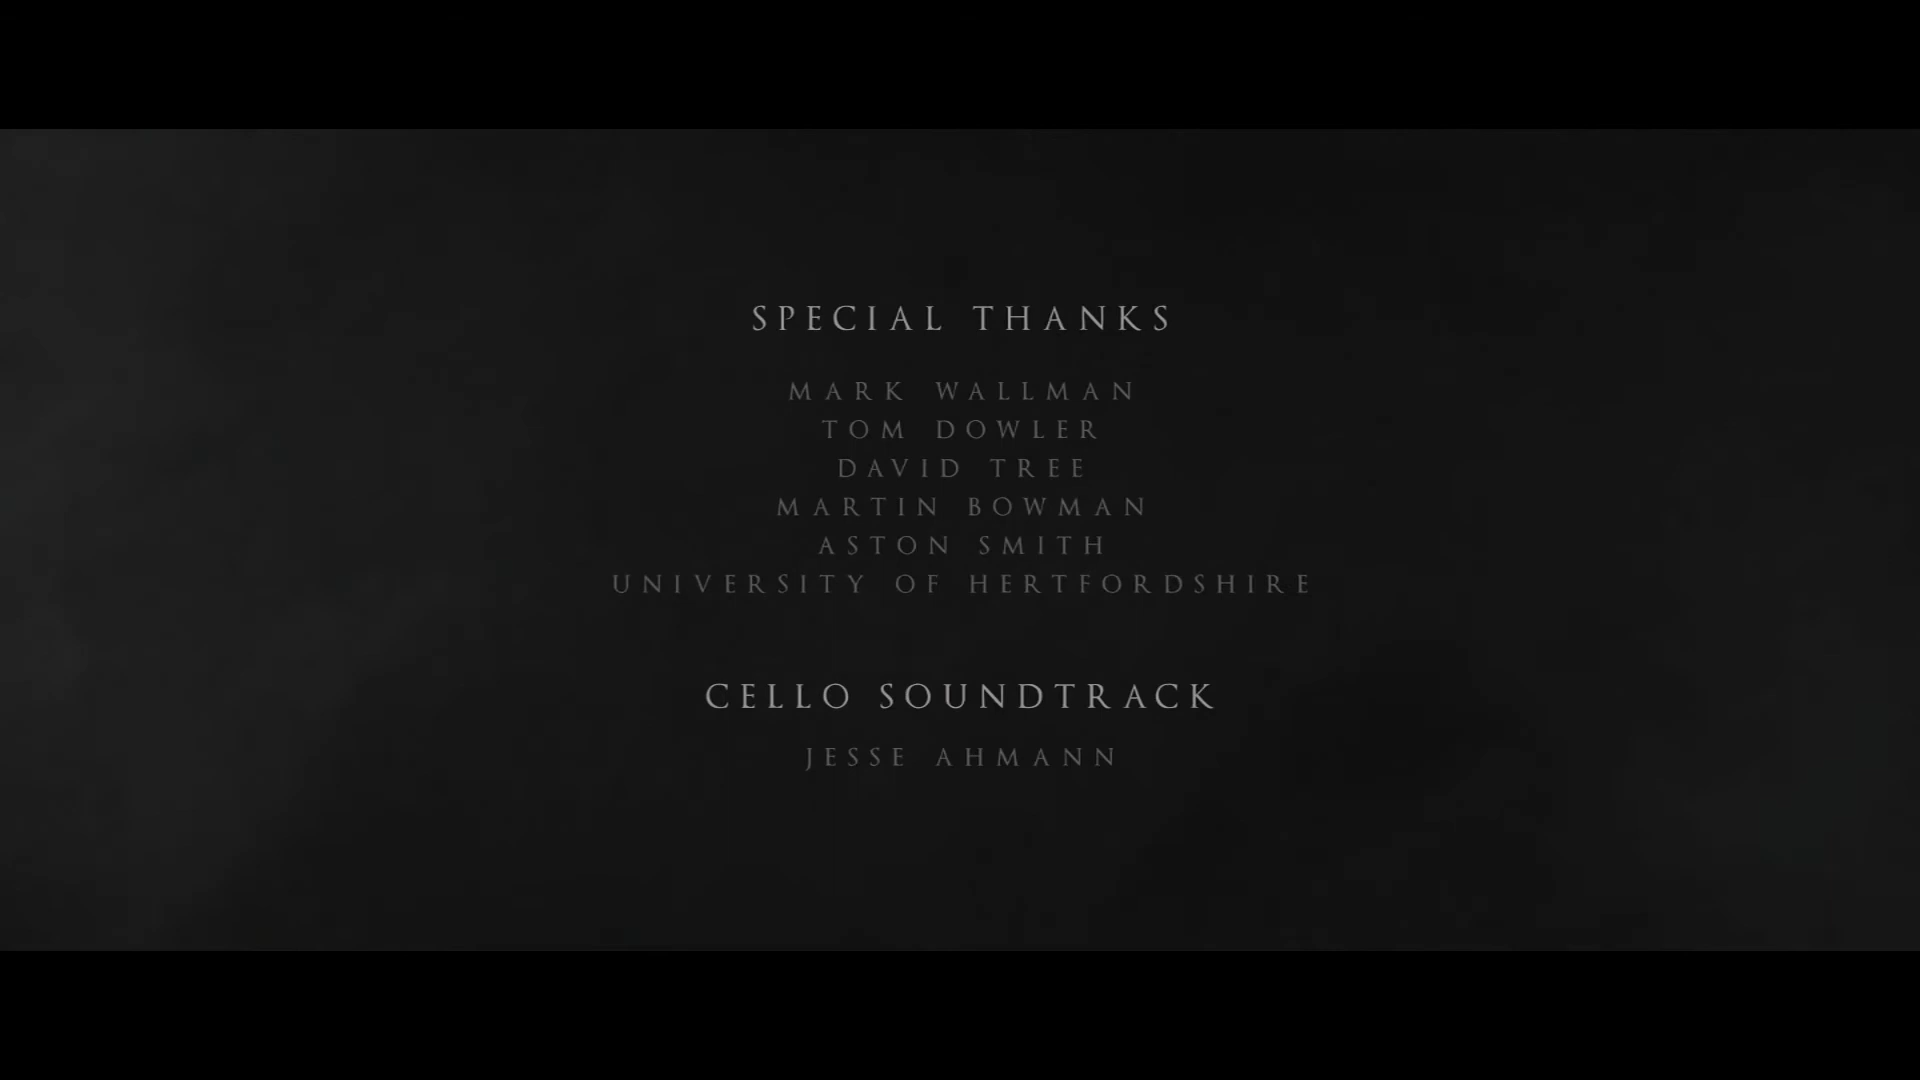 SPECIAL THANKS
MARK WALLMAN
TOM DOWLER
DAVID TREE
MARTIN BOWMAN
ASTON SMITH
UNIVERSITY OF HERTFORDSHIRE
CELLO SOUNDTRACK
JESSE AHMANN